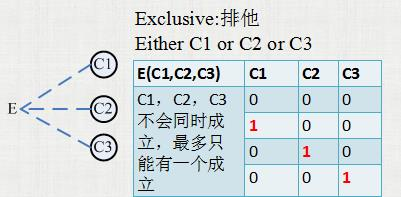 Exclusive:排他
Either C1 or C2 or C3
E
C1
C2
C3
E(C1,C2,C3) C1 C2 C3
C1，C2，C3
不会同时成
立，最多只
能有一个成
立
0 0 0
1 0 0
0 1 0
0 0 1